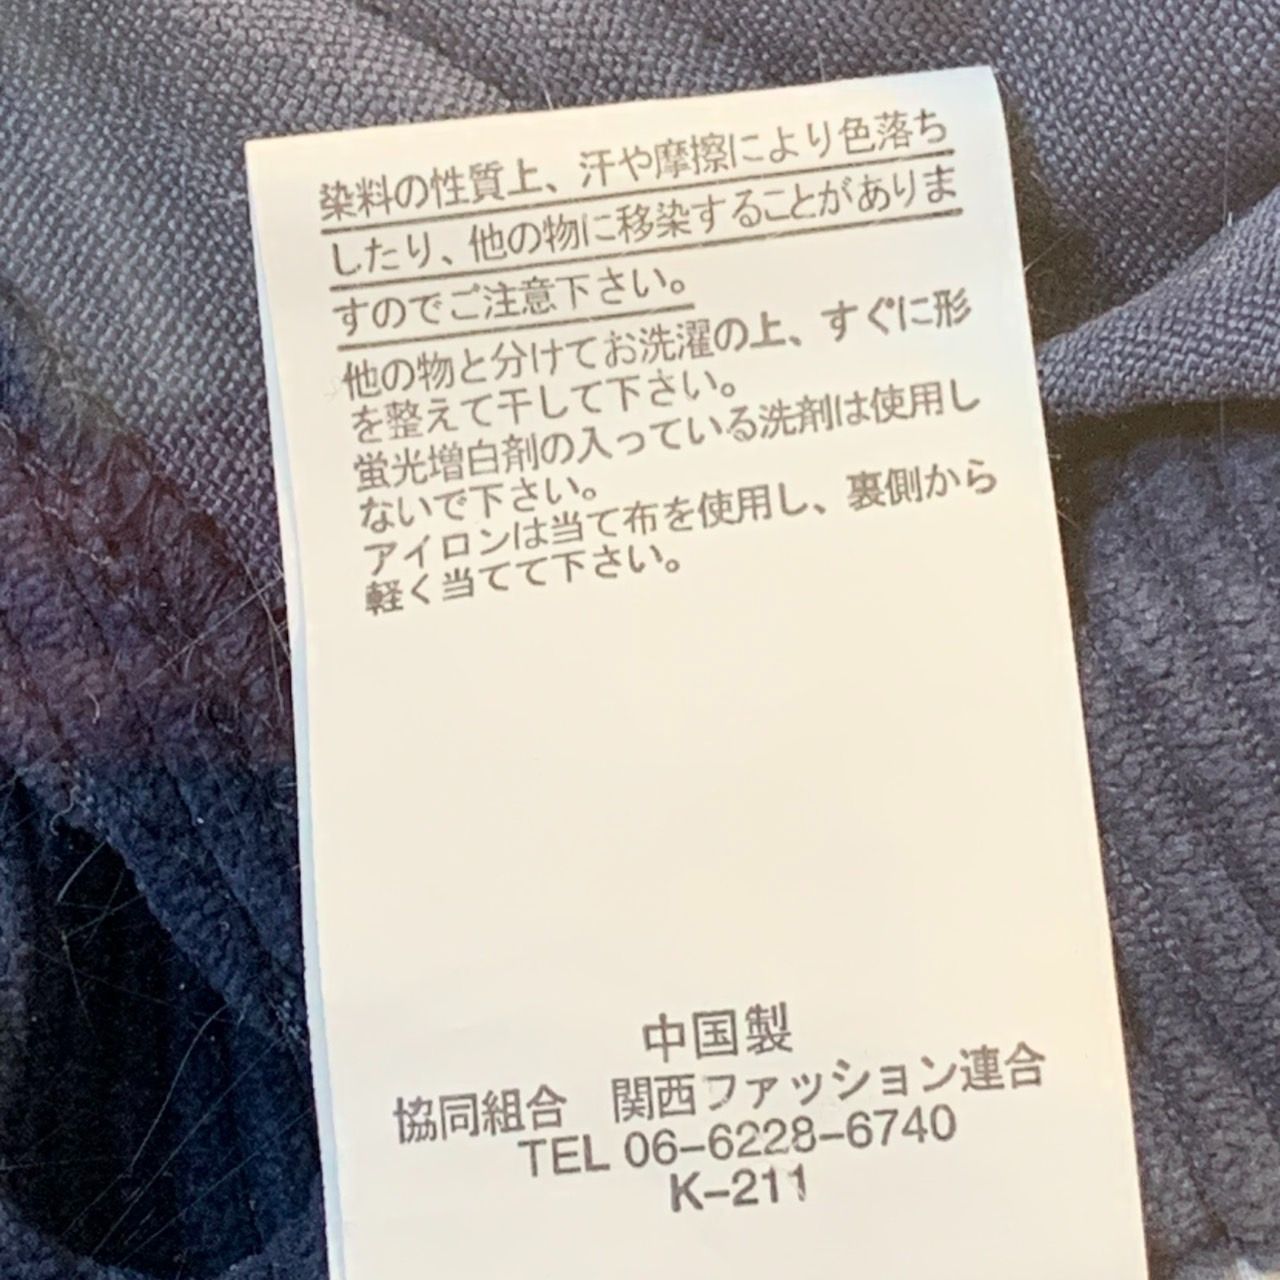 染料の性質上、汗や摩擦により色落ち
したり、他の物に移染することがありま
すのでご注意下さい。
他の物と分けてお洗濯の上、すぐに形
を整えて干して下さい。
蛍光増白剤の入っている洗剤は使用し
ないで下さい。
アイロンは当て布を使用し、裏側から
軽く当てて下さい。
中国製
協同組合 関西ファッション連合
TEL 06-6228-6740
K-211